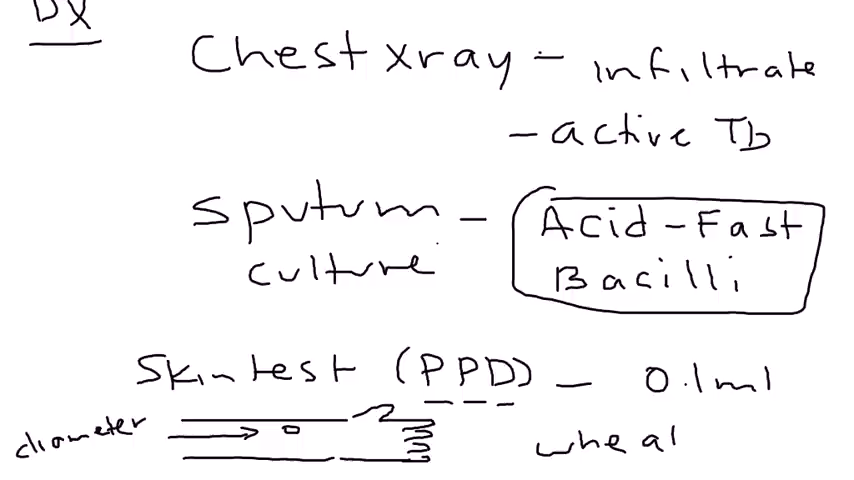 Dx
Chest xray - infiltrate
- active Tb
Sputum - Acid-Fast
culture Bacilli
Skin test (PPD) - 0.1ml
diameter wheal